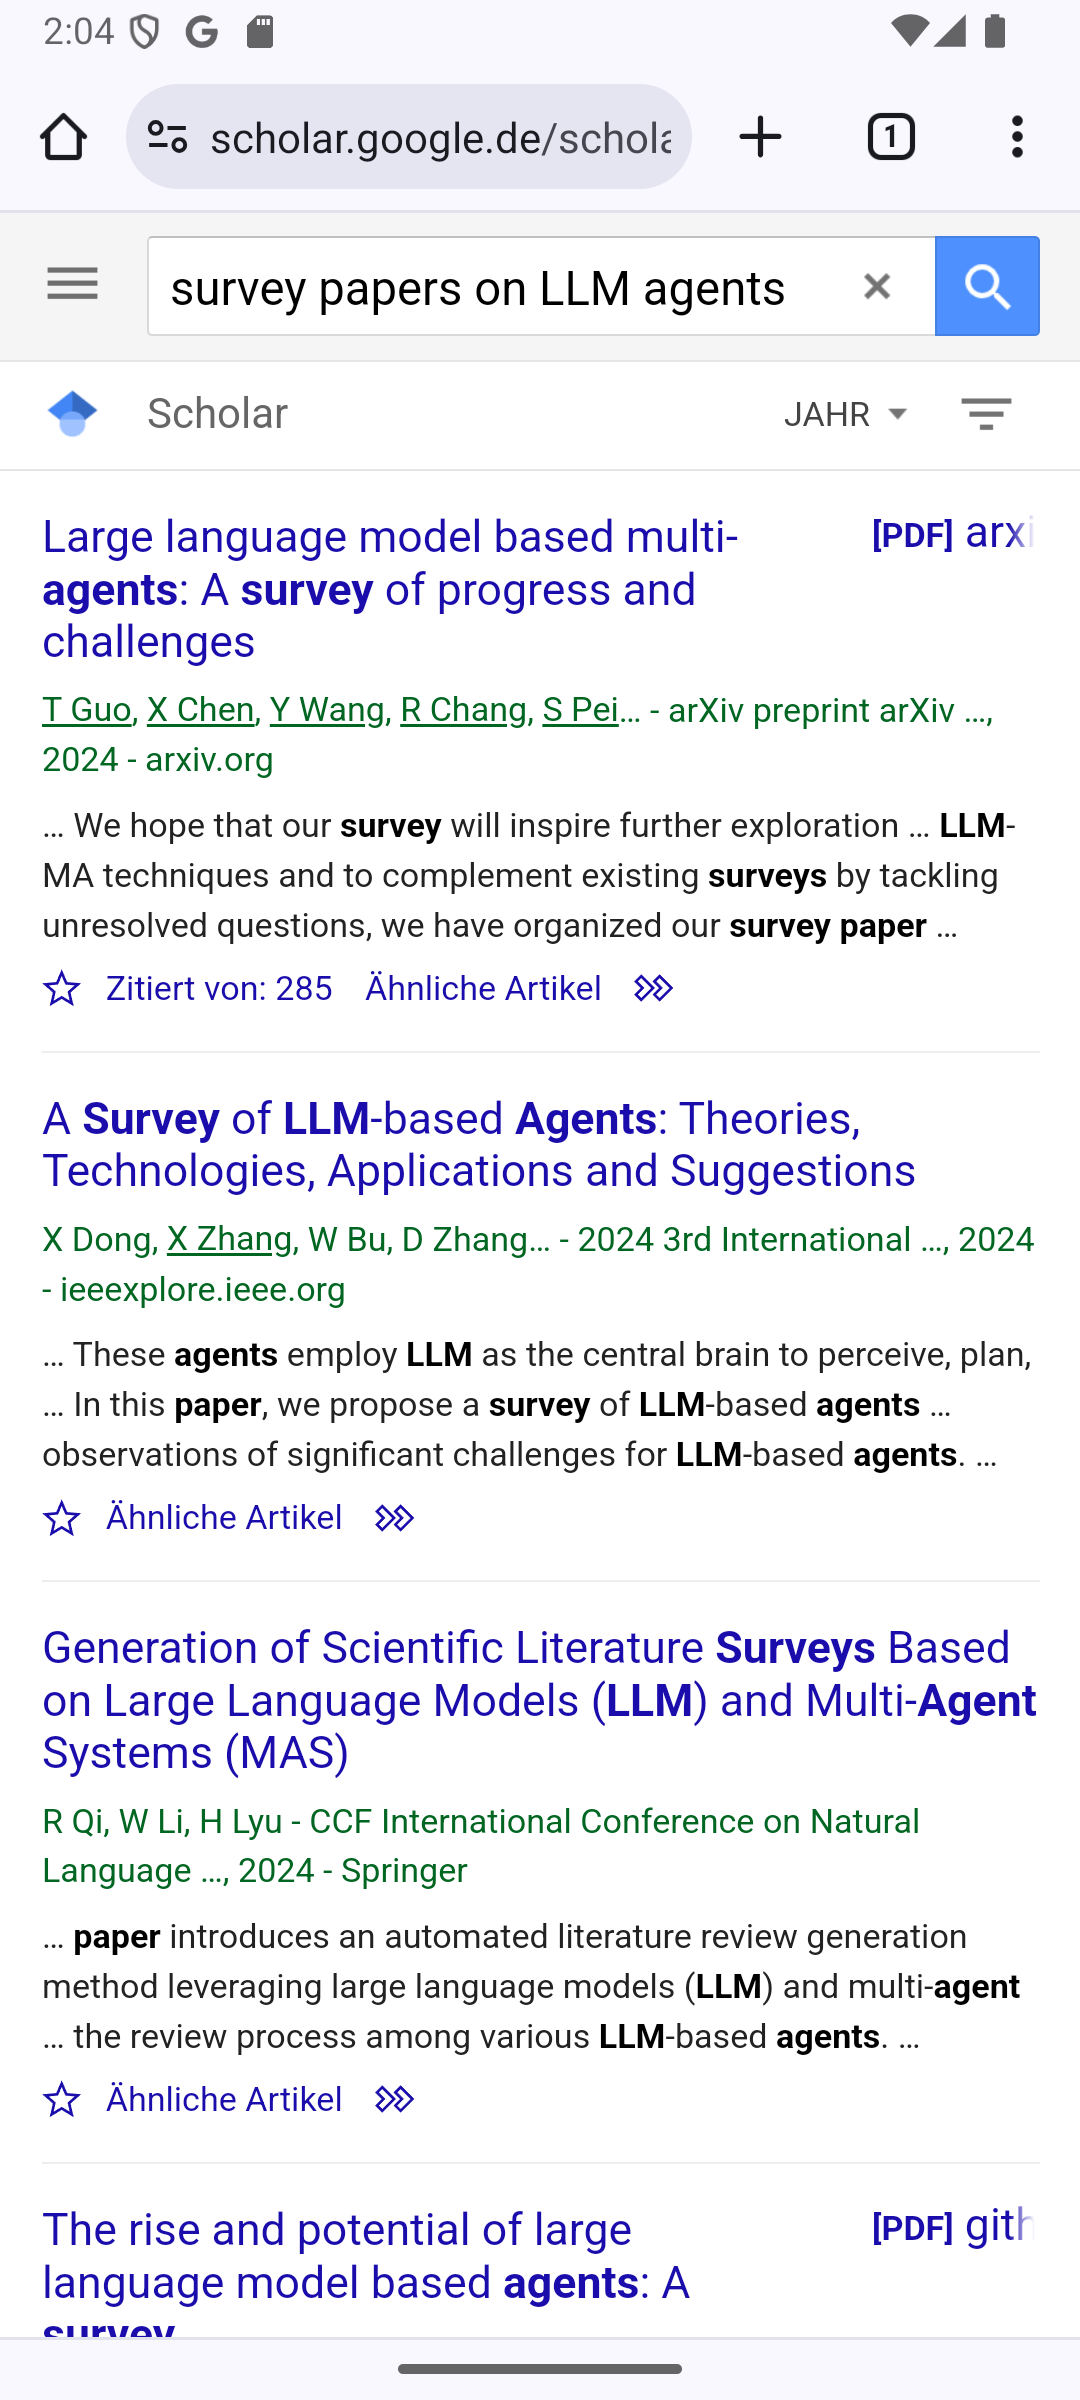 2:04
scholar.google.de/schola
1
survey papers on LLM agents
Scholar
JAHR
Large language model based multi-
agents: A survey of progress and
challenges
[PDF] arxi
T Guo, X Chen, Y Wang, R Chang, S Pei… - arXiv preprint arXiv …,
2024 - arxiv.org
… We hope that our survey will inspire further exploration … LLM-
MA techniques and to complement existing surveys by tackling
unresolved questions, we have organized our survey paper …
Zitiert von: 285 Ähnliche Artikel
A Survey of LLM-based Agents: Theories,
Technologies, Applications and Suggestions
X Dong, X Zhang, W Bu, D Zhang… - 2024 3rd International …, 2024
- ieeexplore.ieee.org
… These agents employ LLM as the central brain to perceive, plan,
… In this paper, we propose a survey of LLM-based agents …
observations of significant challenges for LLM-based agents. …
Ähnliche Artikel
Generation of Scientific Literature Surveys Based
on Large Language Models (LLM) and Multi-Agent
Systems (MAS)
R Qi, W Li, H Lyu - CCF International Conference on Natural
Language …, 2024 - Springer
… paper introduces an automated literature review generation
method leveraging large language models (LLM) and multi-agent
… the review process among various LLM-based agents. …
Ähnliche Artikel
The rise and potential of large
language model based agents: A
survey
[PDF] gith